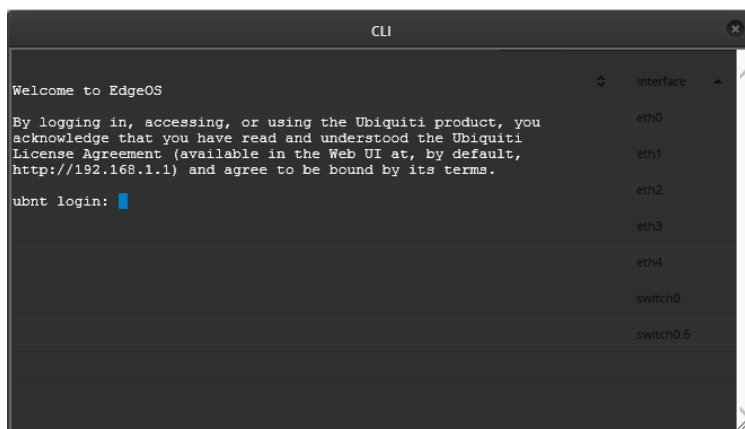 CLI
Welcome to EdgeOS
interface
By logging in, accessing, or using the Ubiquiti product, you
acknowledge that you have read and understood the Ubiquiti
License Agreement (available in the Web UI at, by default,
http://192.168.1.1) and agree to be bound by its terms.
ubnt login:
eth0
eth1
eth2
eth3
eth4
switch0
switch0.6